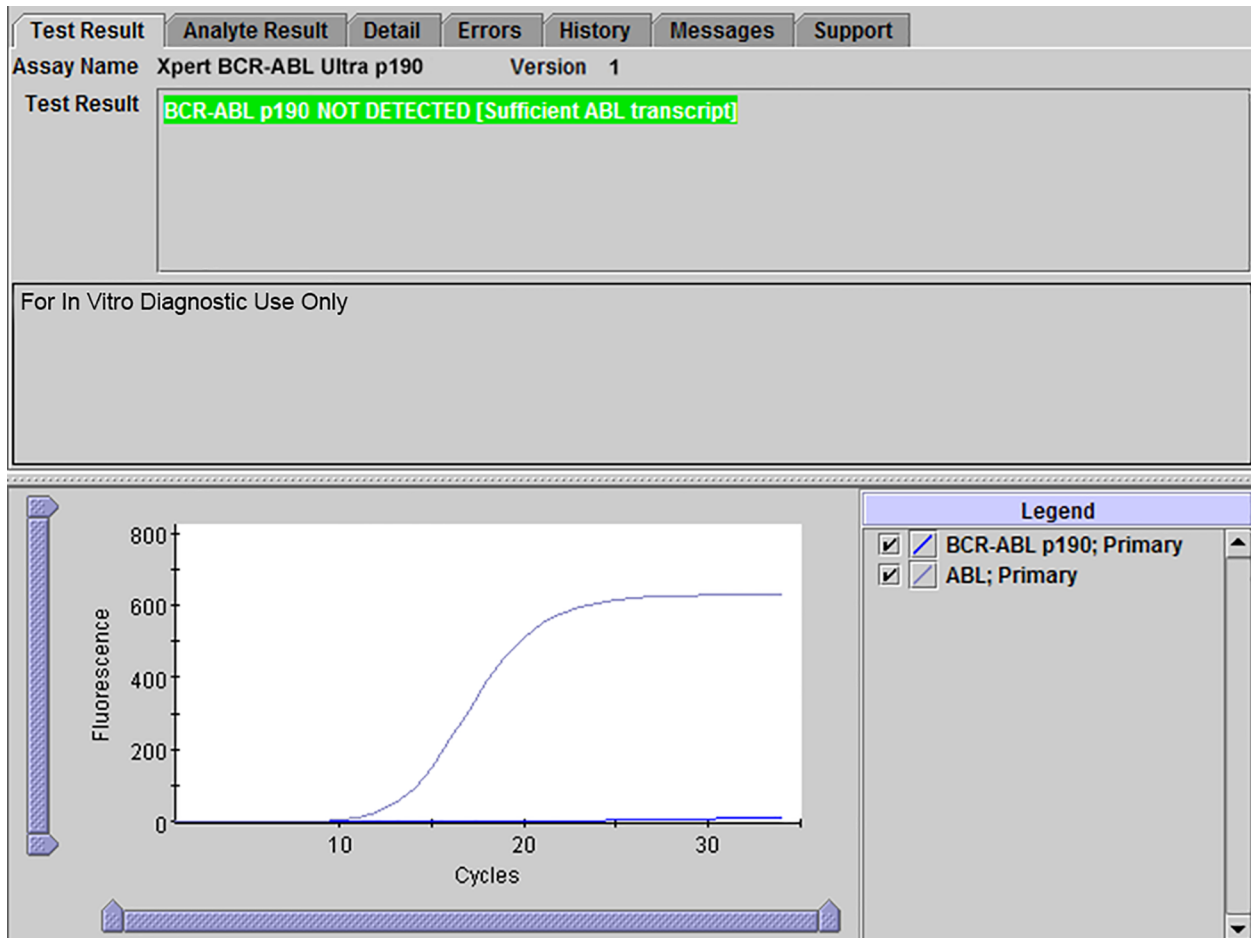 Test Result Analyte Result Detail Errors History Messages Support
Assay Name Xpert BCR-ABL Ultra p190 Version 1
Test Result BCR-ABL p190 NOT DETECTED [Sufficient ABL transcript]
For In Vitro Diagnostic Use Only
800
600
400
200
0
Fluorescence
10 20 30
Cycles
Legend
BCR-ABL p190; Primary
ABL; Primary